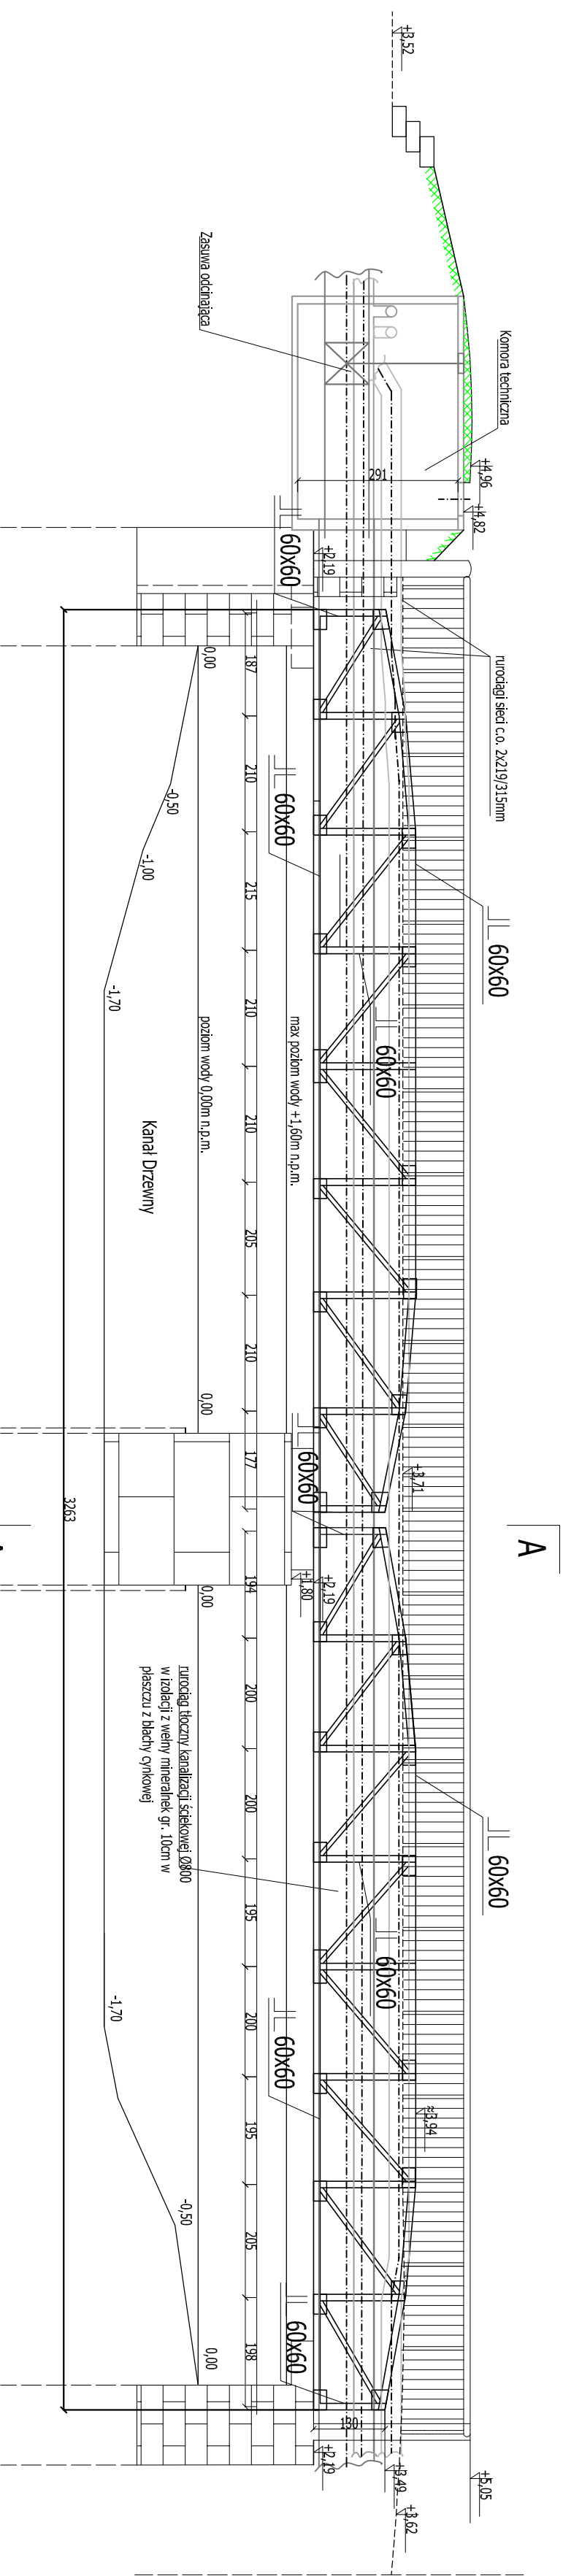 +3,52
Zasuwa odcinająca
Komora techniczna
+4,96
+4,82
291
+2,19
60x60
rurociągi sieci c.o. 2x219/315mm
0,00
187
210
215
210
210
205
210
177
194
200
200
195
200
195
205
198
60x60
60x60
60x60
-0,50
-1,00
-1,70
poziom wody 0,00m n.p.m.
max poziom wody +1,60m n.p.m.
Kanał Drzewny
0,00
60x60
+3,71
A
3263
+1,80
+2,19
0,00
rurociąg tłoczny kanalizacji ściekowej Ø800
w izolacji z wełny mineralnek gr. 10cm w
płaszczu z blachy cynkowej
60x60
60x60
60x60
≈3,94
-1,70
-0,50
0,00
60x60
130
+2,19
+3,49
+3,62
+5,05